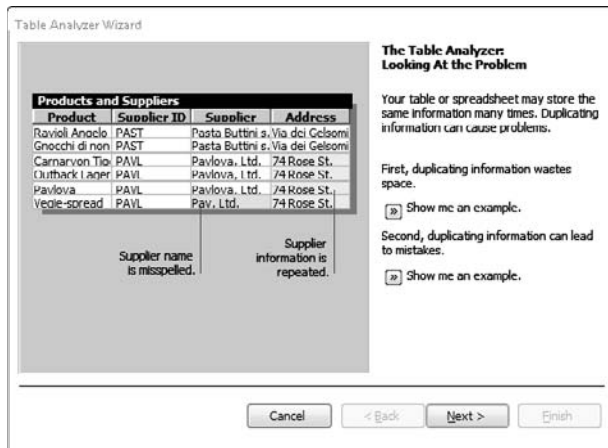 Table Analyzer Wizard
The Table Analyzer:
Looking At the Problem
Products and Suppliers
Product Supplier ID Supplier Address
Ravioli Angelo PAST Pasta Buttini s. Via dei Gelsomi
Gnocchi di non PAST Pasta Buttini s. Via dei Gelsomi
Carnarvon Tig PAVL Pavlova, Ltd. 74 Rose St.
Outback Lager PAVL Pavlova, Ltd. 74 Rose St.
Pavlova PAVL Pavlova, Ltd. 74 Rose St.
Vegie-spread PAVL Pav, Ltd. 74 Rose St.
Supplier name
is misspelled.
Supplier
information is
repeated.
Your table or spreadsheet may store the
same information many times. Duplicating
information can cause problems.
First, duplicating information wastes
space.
» Show me an example.
Second, duplicating information can lead
to mistakes.
» Show me an example.
Cancel < Back Next > Finish